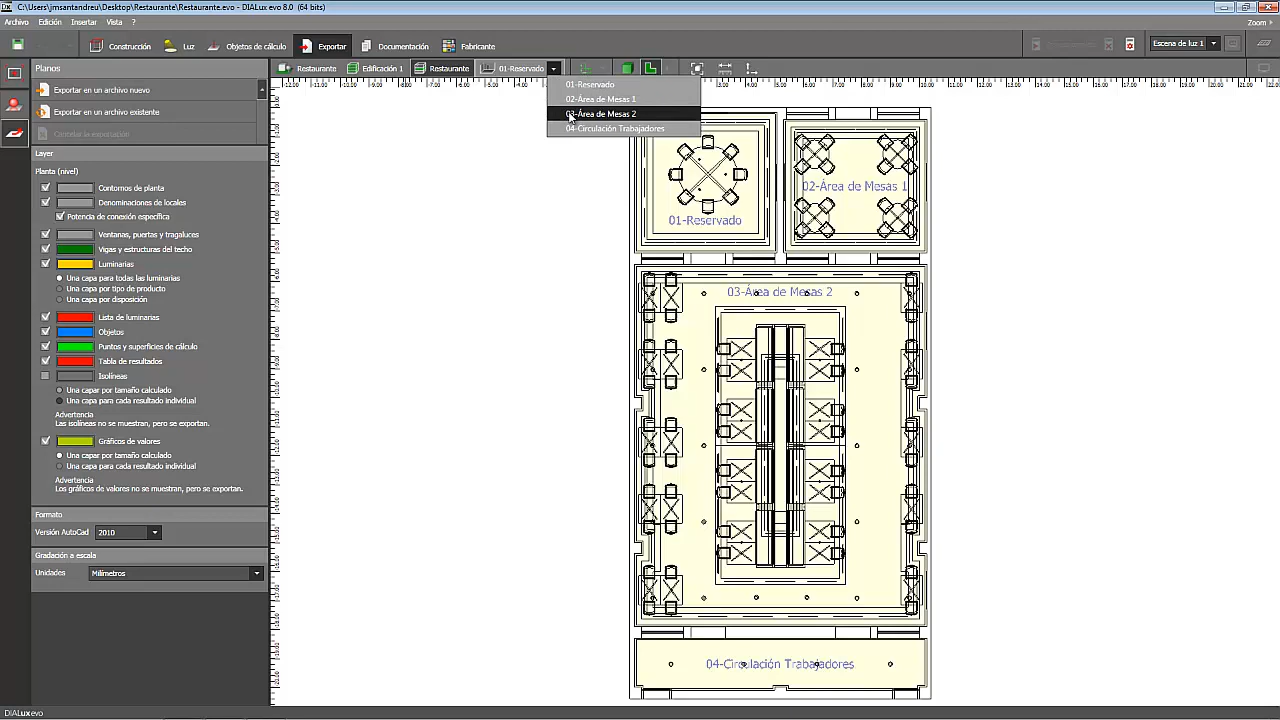 C:\Users\jmsantandreu\Desktop\Restaurante\Restaurante.evo - DIALux evo 8.0 (64 bits)
Archivo Edición Insertar Vista ?
Zoom
Construcción Luz Objetos de cálculo Exportar Documentación Fabricante
Escena de luz 1
Planos
Restaurante Edificación 1 Restaurante 01-Reservado
Exportar en un archivo nuevo
Exportar en un archivo existente
Cancelar la exportación
01-Reservado
02-Área de Mesas 1
03-Área de Mesas 2
04-Circulación Trabajadores
Layer
Planta (nivel)
Contornos de planta
Denominaciones de locales
Potencia de conexión específica
Ventanas, puertas y tragaluces
Vigas y estructuras del techo
Luminarias
Una capa para todas las luminarias
Una capa por tipo de producto
Una capa por disposición
Lista de luminarias
Objetos
Puntos y superficies de cálculo
Tabla de resultados
Isolíneas
Una capar por tamaño calculado
Una capa para cada resultado individual
Advertencia
Las isolíneas no se muestran, pero se exportan.
Gráficos de valores
Una capar por tamaño calculado
Una capa para cada resultado individual
Advertencia
Los gráficos de valores no se muestran, pero se exportan.
Formato
Versión AutoCad 2010
Gradación a escala
Unidades Milímetros
02-Área de Mesas 1
01-Reservado
03-Área de Mesas 2
04-Circulación Trabajadores
DIALux evo